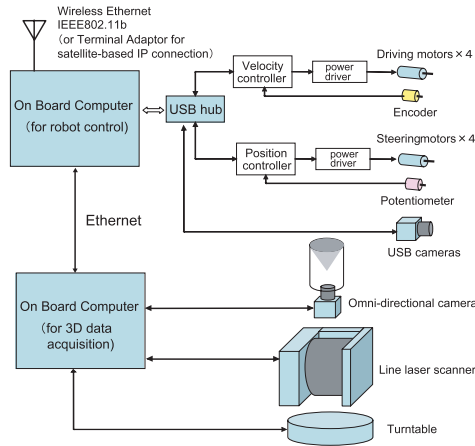 Wireless Ethernet
IEEE802.11b
(or Terminal Adaptor for
satellite-based IP connection)
On Board Computer
(for robot control)
USB hub
Velocity
controller
power
driver
Driving motors×4
Encoder
Position
controller
power
driver
Steeringmotors×4
Potentiometer
USB cameras
Ethernet
On Board Computer
(for 3D data
acquisition)
Omni-directional camera
Line laser scanner
Turntable